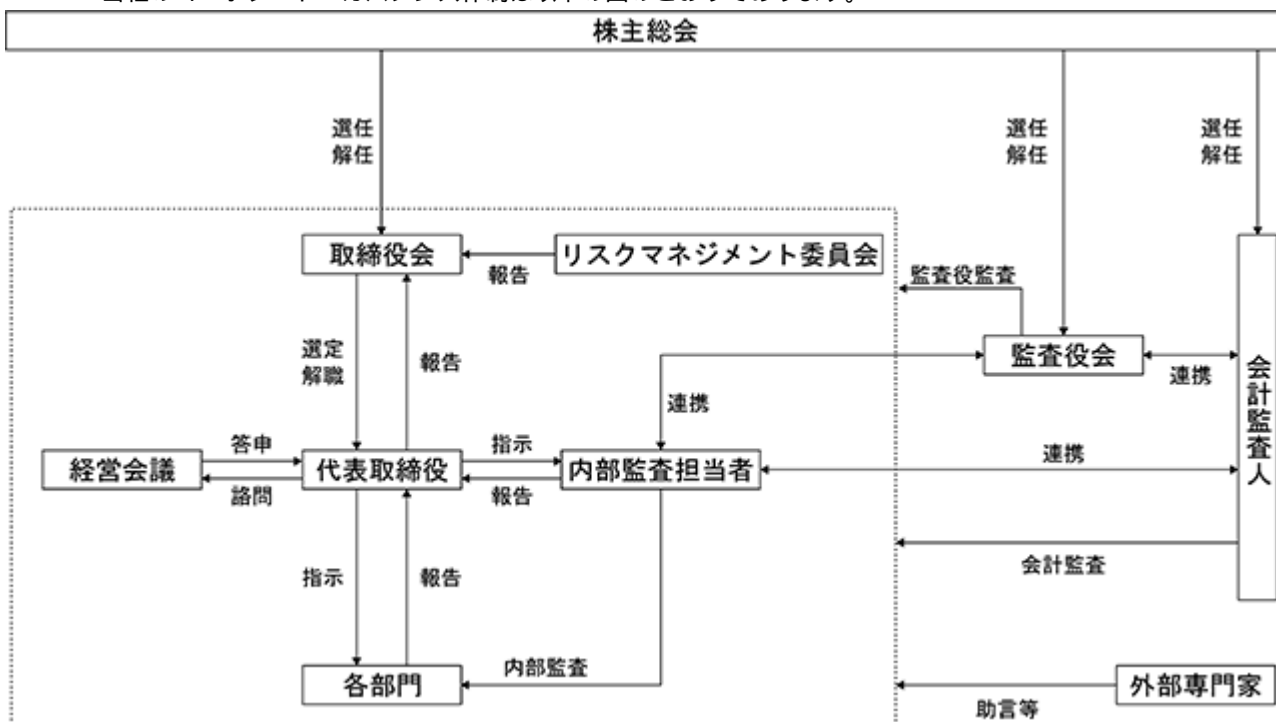 株主総会
選任
解任
選任
解任
選任
解任
取締役会
報告
リスクマネジメント委員会
監査役監査
選定
解職
報告
監査役会
連携
会計監査人
連携
経営会議
答申
諮問
代表取締役
指示
報告
内部監査担当者
連携
会計監査
指示
報告
各部門
内部監査
外部専門家
助言等